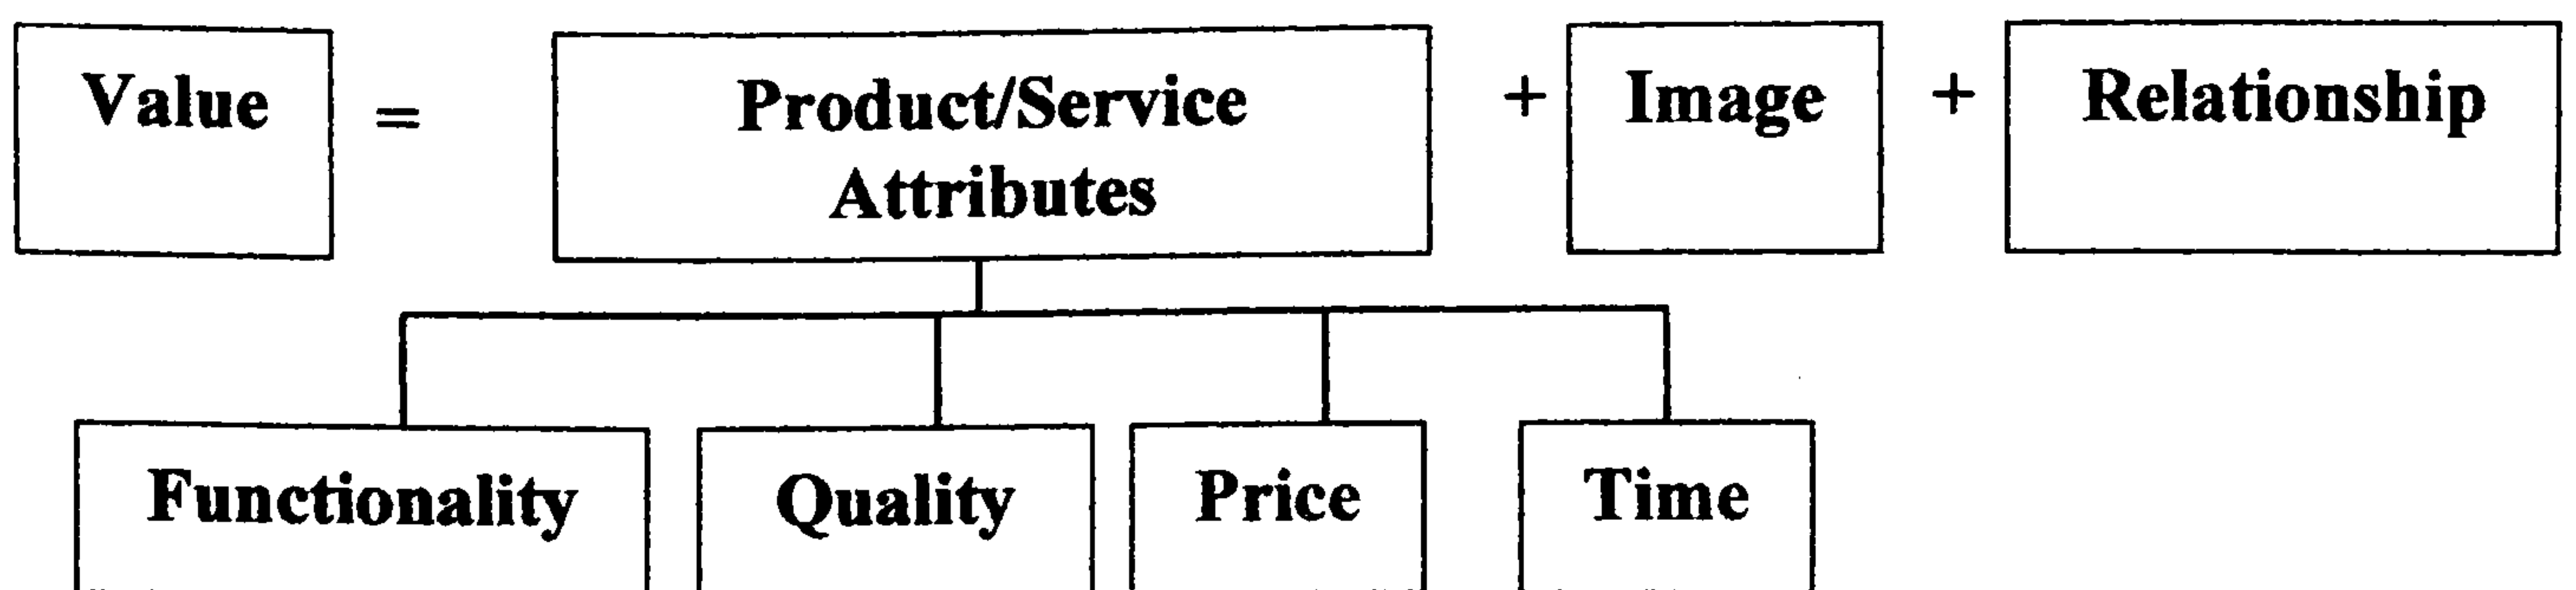 Value = Product/Service Attributes + Image + Relationship
Functionality Quality Price Time